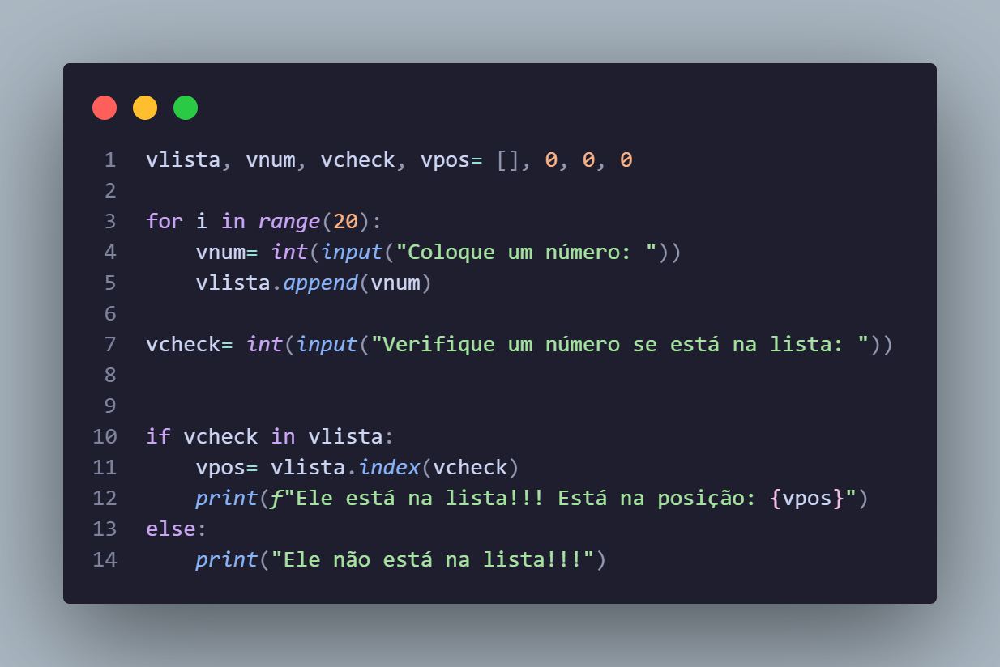 1 vlista, vnum, vcheck, vpos= [], 0, 0, 0
2
3 for i in range(20):
4     vnum= int(input("Coloque um número: "))
5     vlista.append(vnum)
6
7 vcheck= int(input("Verifique um número se está na lista: "))
8
9
10 if vcheck in vlista:
11     vpos= vlista.index(vcheck)
12     print(f"Ele está na lista!!! Está na posição: {vpos}")
13 else:
14     print("Ele não está na lista!!!")